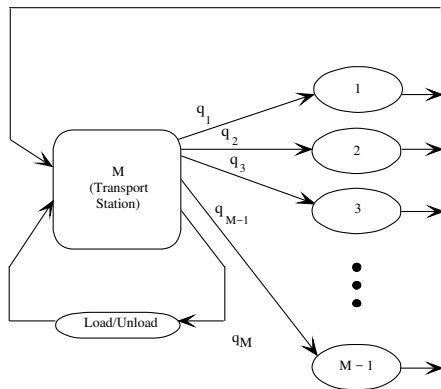 1
q1
q2
2
q3
M
(Transport
Station)
3
qM−1
Load/Unload
qM
M − 1